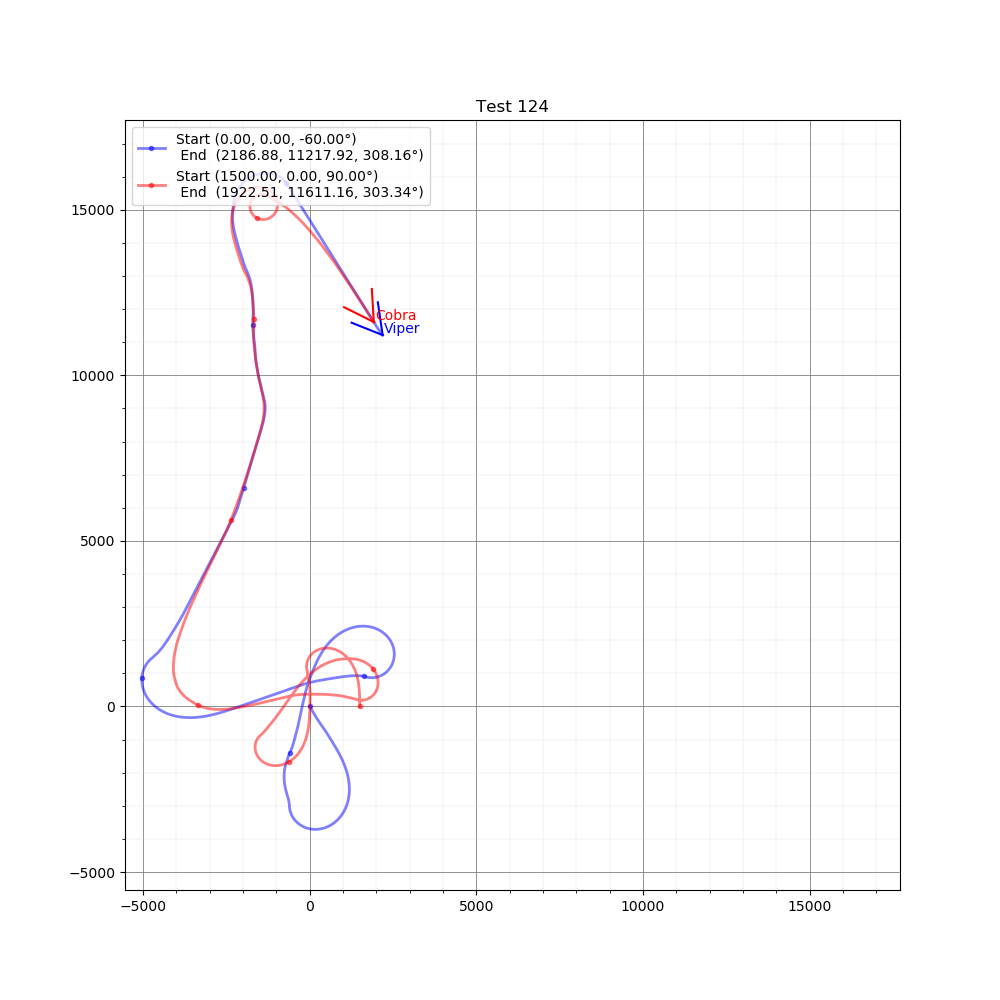 Test 124
Start (0.00, 0.00, -60.00°)
End (2186.88, 11217.92, 308.16°)
Start (1500.00, 0.00, 90.00°)
End (1922.51, 11611.16, 303.34°)
15000
10000
5000
0
−5000
Cobra
Viper
−5000 0 5000 10000 15000